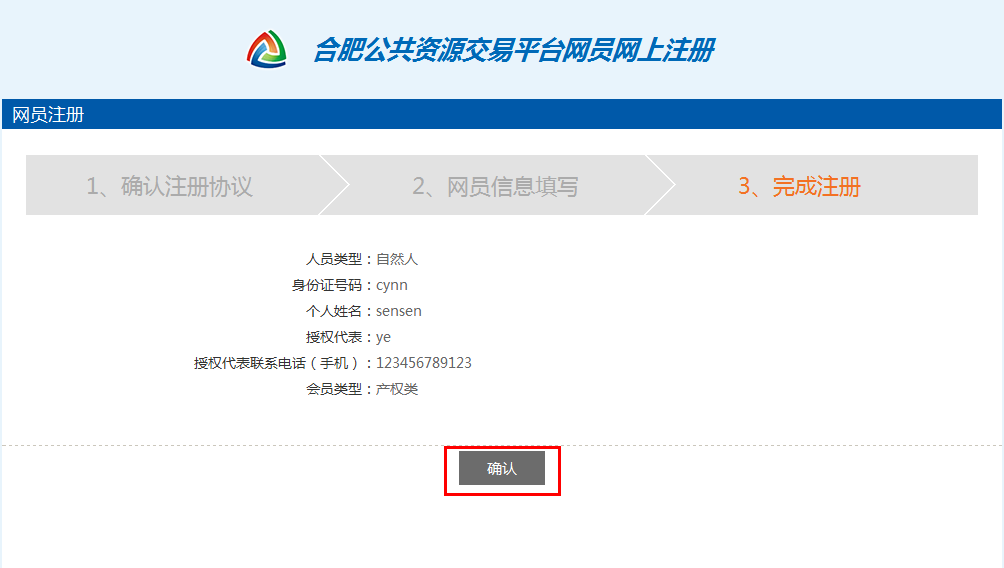 合肥公共资源交易平台网员网上注册
网员注册
1、确认注册协议 2、网员信息填写 3、完成注册
人员类型：自然人
身份证号码：cynn
个人姓名：sensen
授权代表：ye
授权代表联系电话（手机）：123456789123
会员类型：产权类
确认